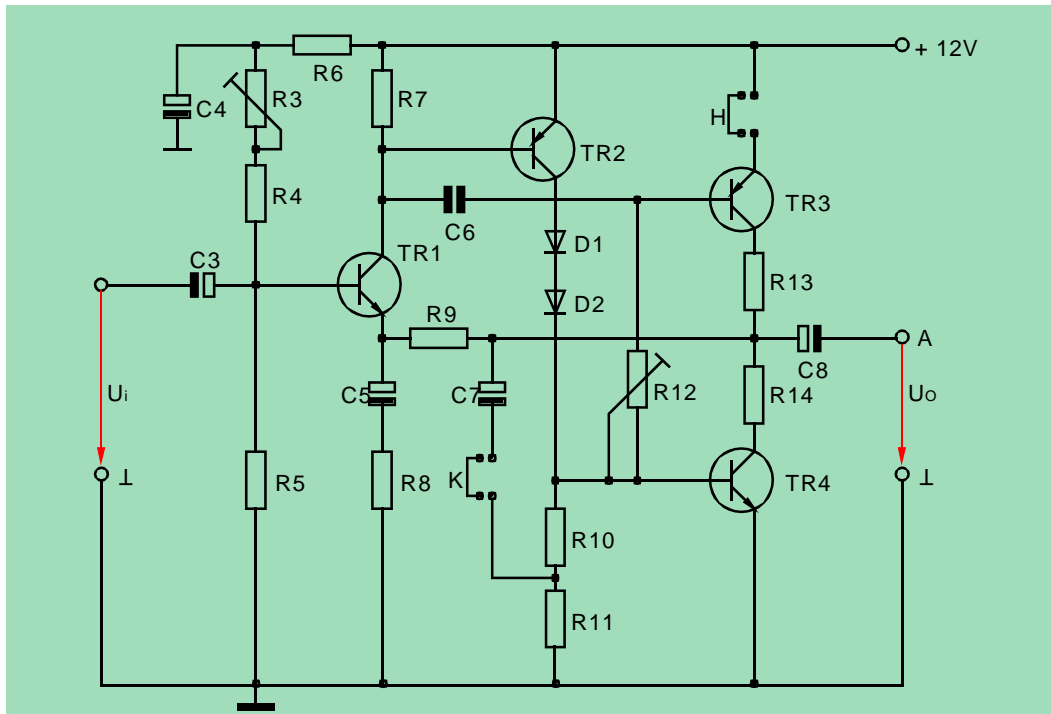 + 12V
R6
R3
R7
C4
H
TR2
R4
TR3
C6
TR1
D1
C3
R13
R9
D2
A
C8
Ui
C5
C7
R12
R14
UO
⊥
R5
R8
K
TR4
⊥
R10
R11